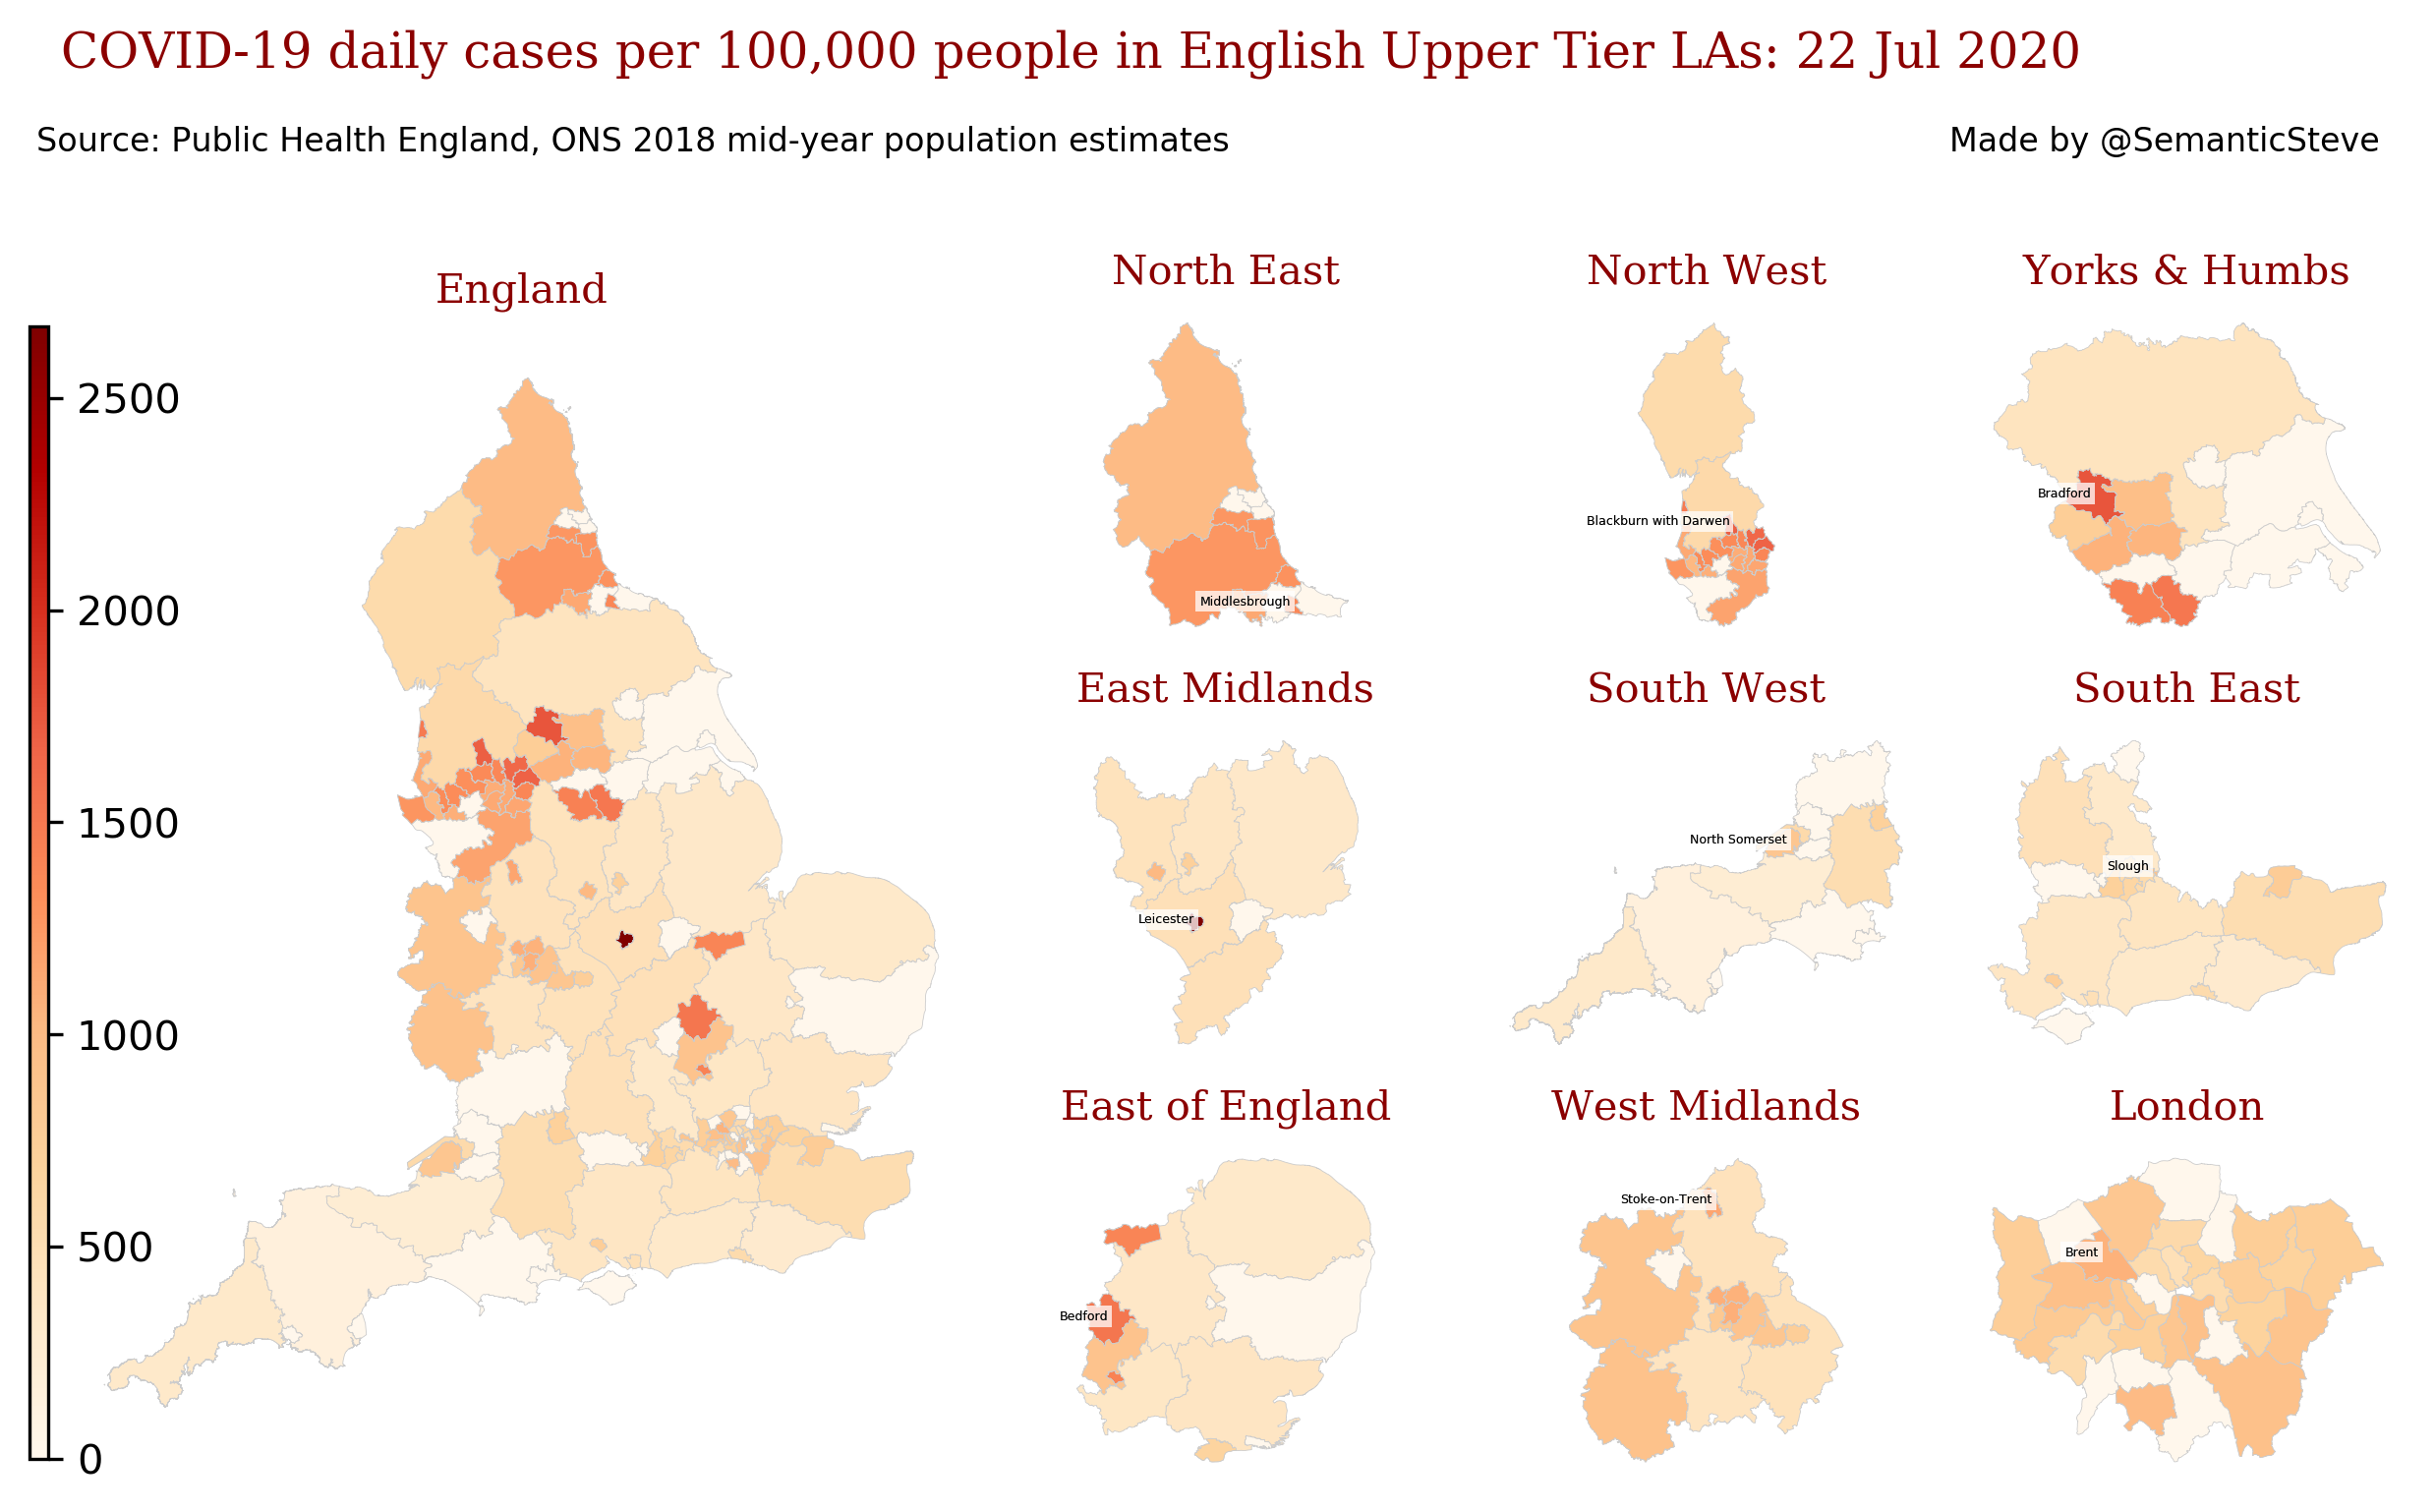 COVID-19 daily cases per 100,000 people in English Upper Tier LAs: 22 Jul 2020
Source: Public Health England, ONS 2018 mid-year population estimates
Made by @SemanticSteve
England
2500
2000
1500
1000
500
0
North East
Middlesbrough
North West
Blackburn with Darwen
Yorks & Humbs
Bradford
East Midlands
Leicester
South West
North Somerset
South East
Slough
East of England
Bedford
West Midlands
Stoke-on-Trent
London
Brent